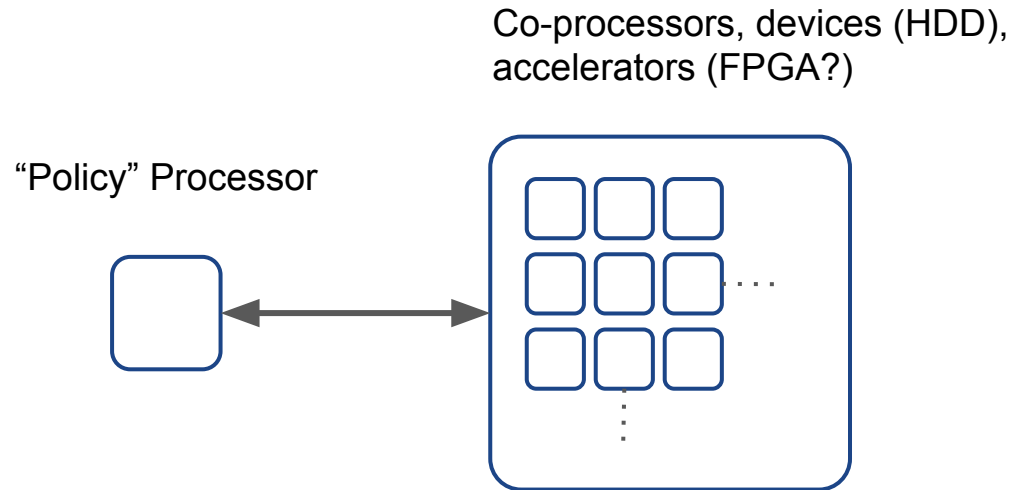 Co-processors, devices (HDD),
accelerators (FPGA?)
“Policy” Processor